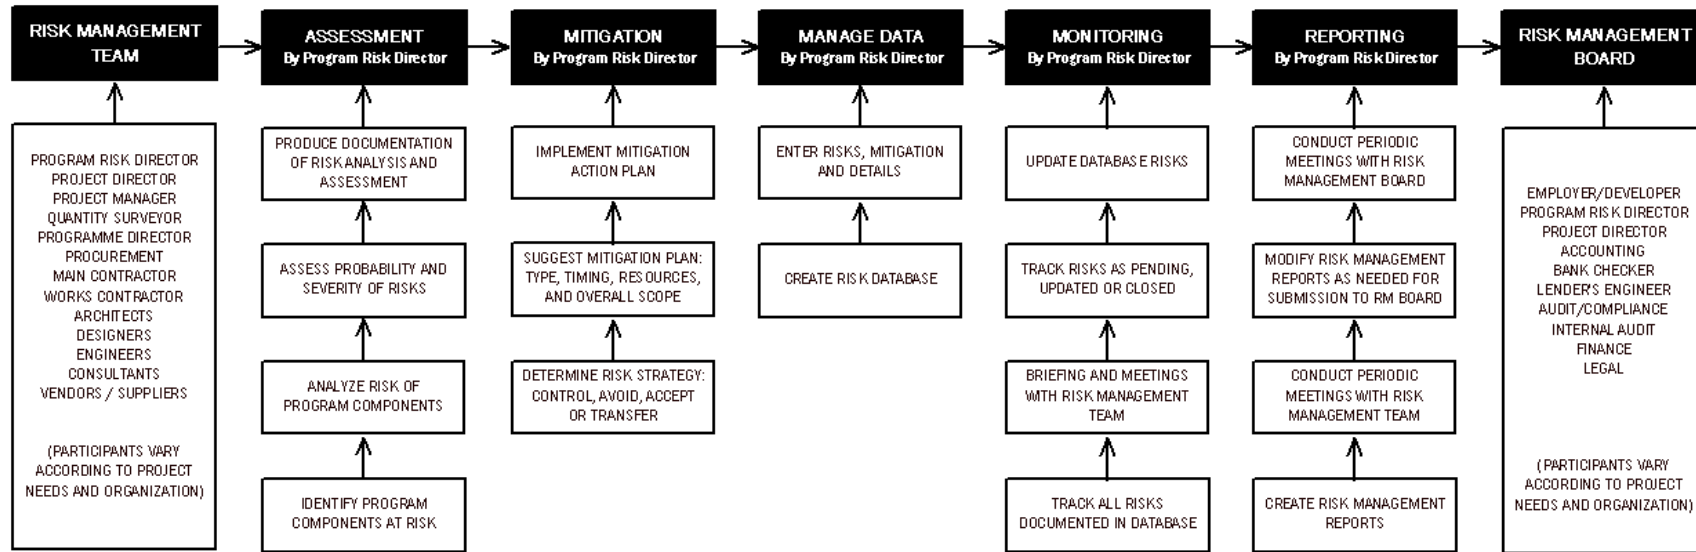 RISK MANAGEMENT
TEAM
PROGRAM RISK DIRECTOR
PROJECT DIRECTOR
PROJECT MANAGER
QUANTITY SURVEYOR
PROGRAMME DIRECTOR
PROCUREMENT
MAIN CONTRACTOR
WORKS CONTRACTOR
ARCHITECTS
DESIGNERS
ENGINEERS
CONSULTANTS
VENDORS / SUPPLIERS
(PARTICIPANTS VARY
ACCORDING TO PROJECT
NEEDS AND ORGANIZATION)
ASSESSMENT
By Program Risk Director
PRODUCE DOCUMENTATION
OF RISK ANALYSIS AND
ASSESSMENT
ASSESS PROBABILITY AND
SEVERITY OF RISKS
ANALYZE RISK OF
PROGRAM COMPONENTS
IDENTIFY PROGRAM
COMPONENTS AT RISK
MITIGATION
By Program Risk Director
IMPLEMENT MITIGATION
ACTION PLAN
SUGGEST MITIGATION PLAN:
TYPE, TIMING, RESOURCES,
AND OVERALL SCOPE
DETERMINE RISK STRATEGY:
CONTROL, AVOID, ACCEPT
OR TRANSFER
MANAGE DATA
By Program Risk Director
ENTER RISKS, MITIGATION
AND DETAILS
CREATE RISK DATABASE
MONITORING
By Program Risk Director
UPDATE DATABASE RISKS
TRACK RISKS AS PENDING,
UPDATED OR CLOSED
BRIEFING AND MEETINGS
WITH RISK MANAGEMENT
TEAM
TRACK ALL RISKS
DOCUMENTED IN DATABASE
REPORTING
By Program Risk Director
CONDUCT PERIODIC
MEETINGS WITH RISK
MANAGEMENT BOARD
MODIFY RISK MANAGEMENT
REPORTS AS NEEDED FOR
SUBMISSION TO RM BOARD
CONDUCT PERIODIC
MEETINGS WITH RISK
MANAGEMENT TEAM
CREATE RISK MANAGEMENT
REPORTS
RISK MANAGEMENT
BOARD
EMPLOYER/DEVELOPER
PROGRAM RISK DIRECTOR
PROJECT DIRECTOR
ACCOUNTING
BANK CHECKER
LENDER'S ENGINEER
AUDIT/COMPLIANCE
INTERNAL AUDIT
FINANCE
LEGAL
(PARTICIPANTS VARY
ACCORDING TO PROJECT
NEEDS AND ORGANIZATION)